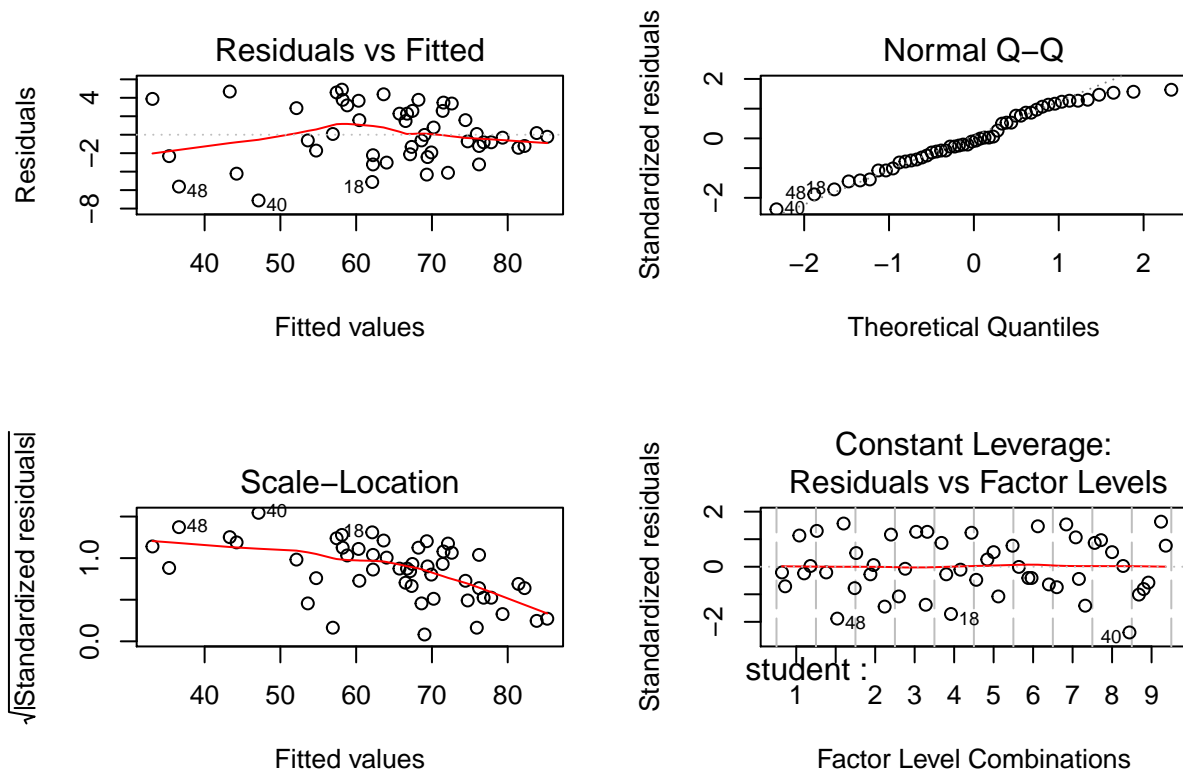 Residuals vs Fitted
Residuals
4
−2
−8
48
40
18
40 50 60 70 80
Fitted values
Normal Q−Q
Standardized residuals
2
0
−2
48
18
40
−2 −1 0 1 2
Theoretical Quantiles
Scale−Location
√|Standardized residuals|
1.0
0.0
48
40
18
40 50 60 70 80
Fitted values
Constant Leverage:
Residuals vs Factor Levels
Standardized residuals
2
0
−2
48
18
40
student :
1 2 3 4 5 6 7 8 9
Factor Level Combinations